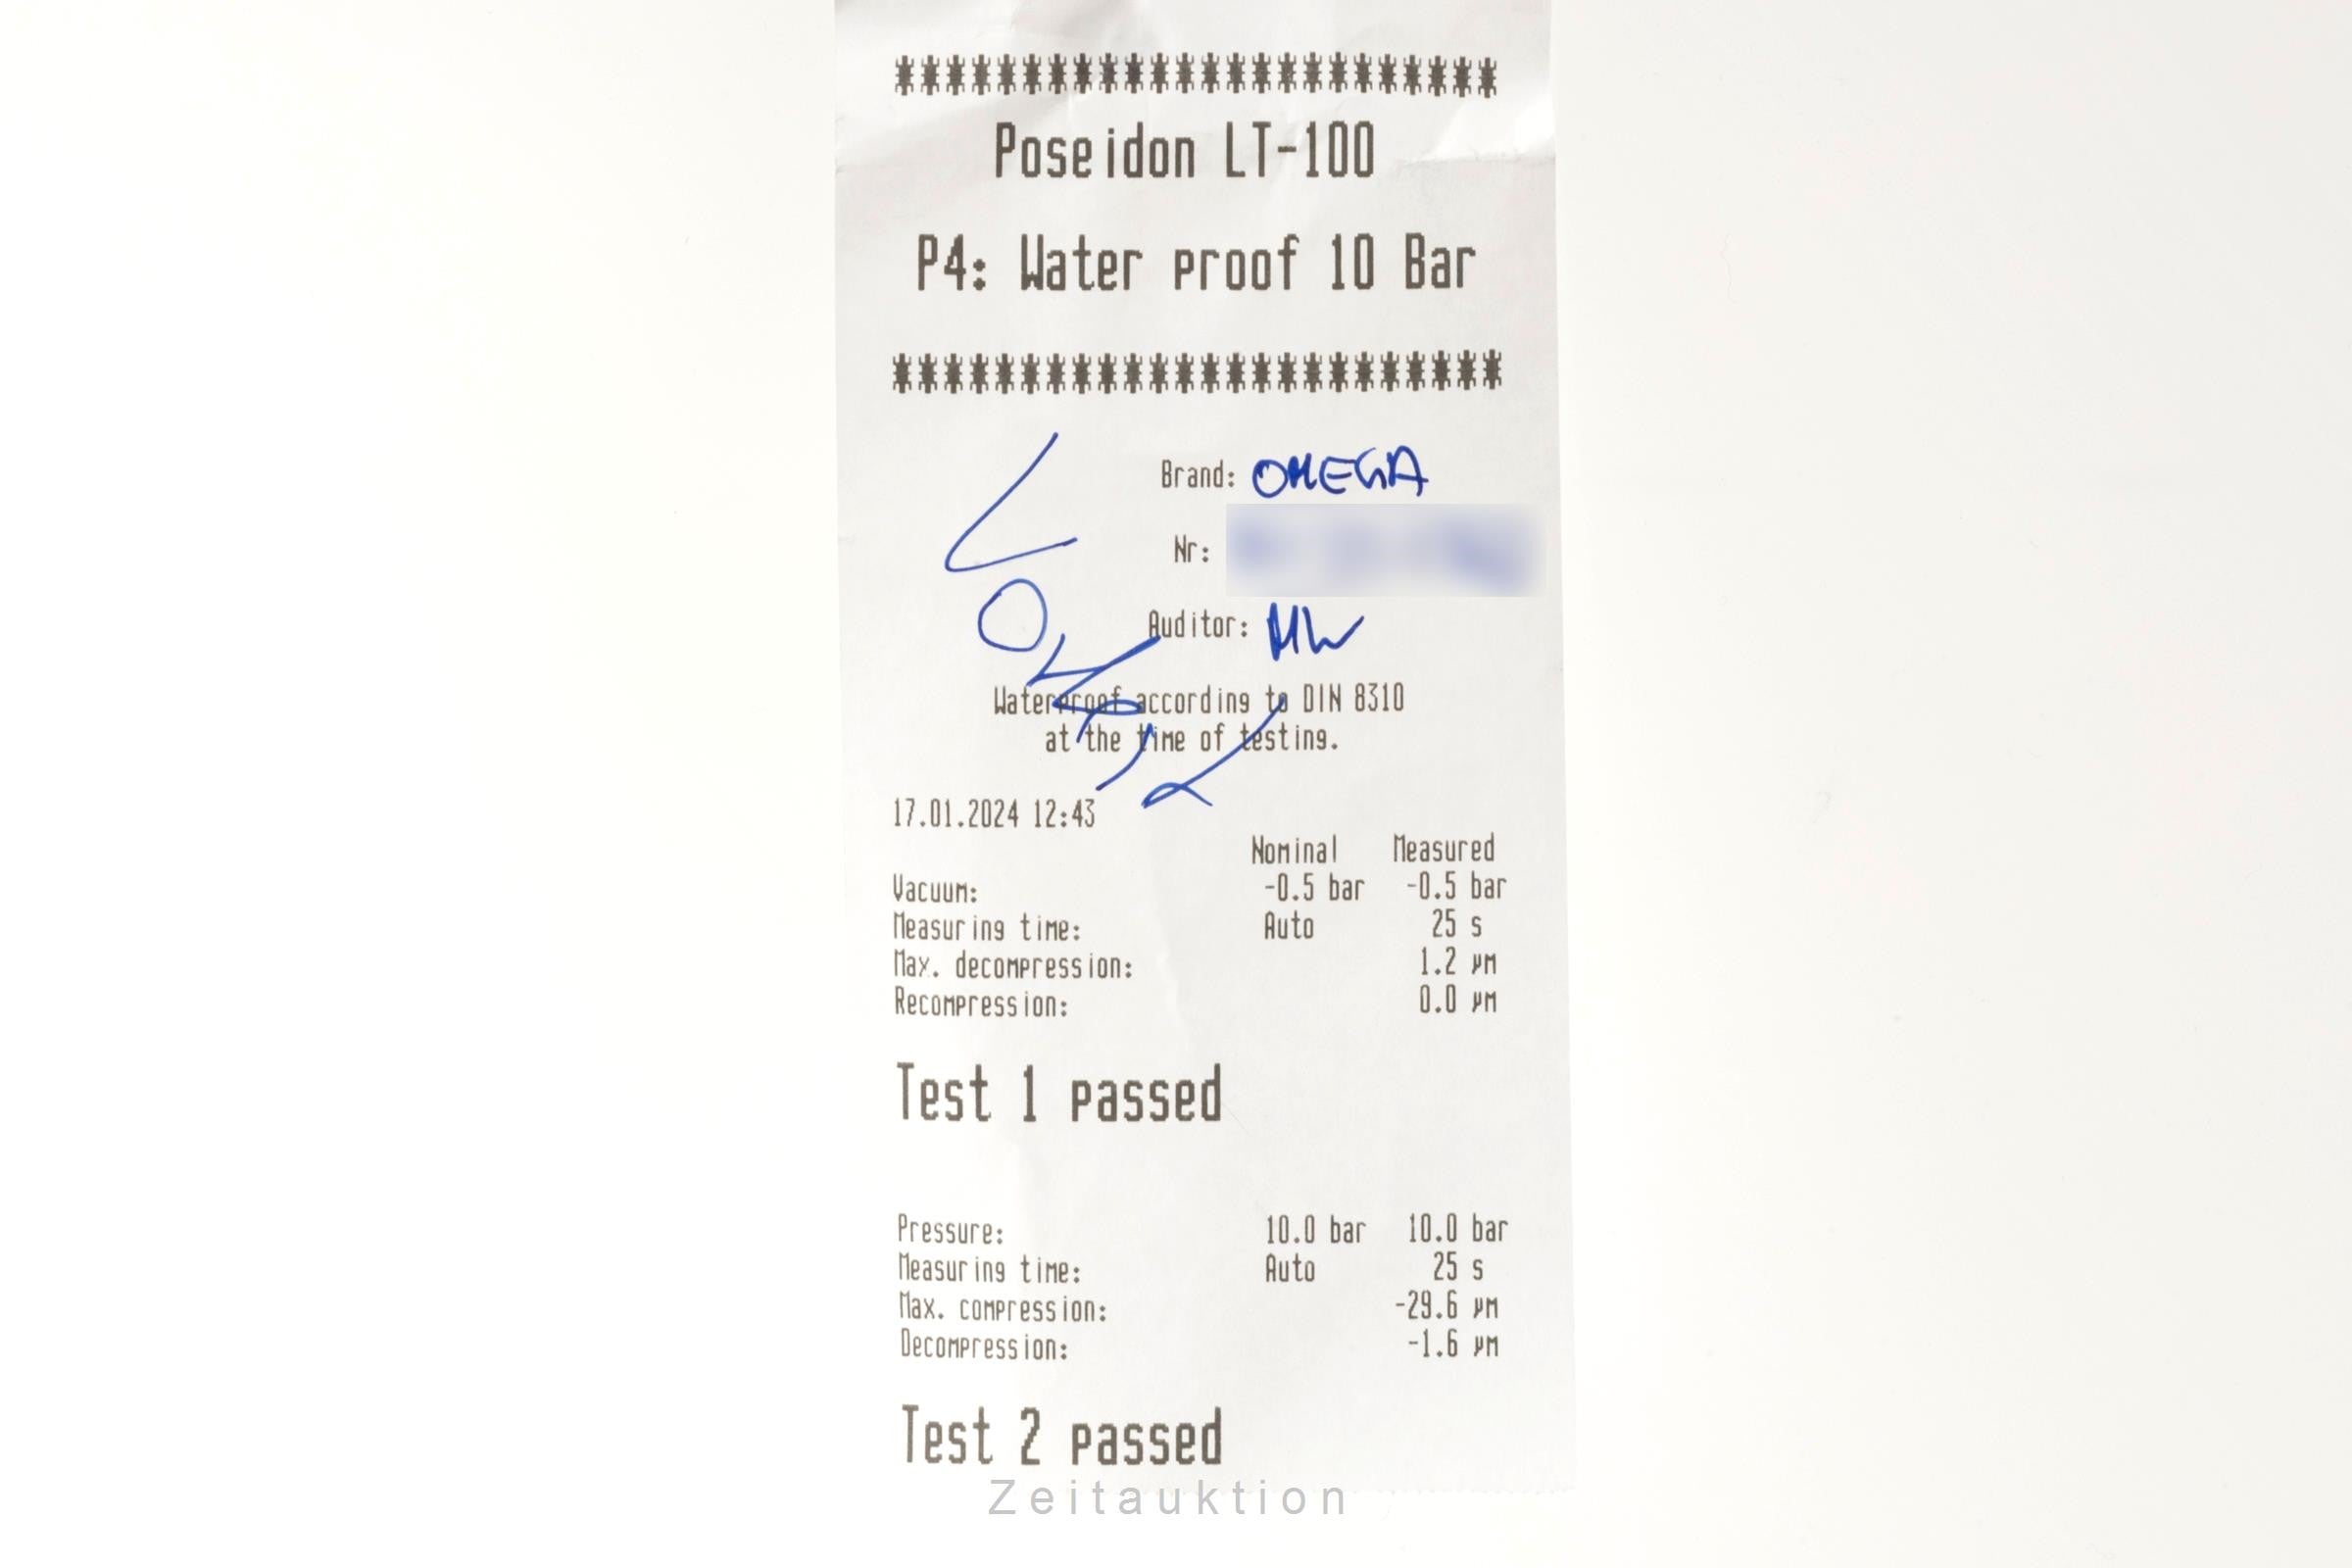 ************************
Poseidon LT-100
P4: Water proof 10 Bar
************************
Brand: OMEGA
Nr:
Auditor: MW
Waterproof according to DIN 8310
at the time of testing.
17.01.2024 12:43
Nominal Measured
Vacuum: -0.5 bar -0.5 bar
Measuring time: Auto 25 s
Max. decompression: 1.2 µm
Recompression: 0.0 µm
Test 1 passed
Pressure: 10.0 bar 10.0 bar
Measuring time: Auto 25 s
Max. compression: -29.6 µm
Decompression: -1.6 µm
Test 2 passed
Zeitauktion